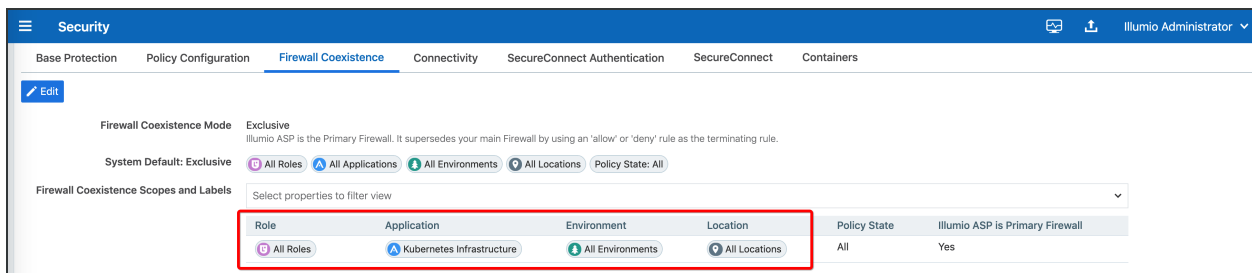 Security
Illumio Administrator
Base Protection Policy Configuration Firewall Coexistence Connectivity SecureConnect Authentication SecureConnect Containers
Edit
Firewall Coexistence Mode Exclusive
Illumio ASP is the Primary Firewall. It supersedes your main Firewall by using an 'allow' or 'deny' rule as the terminating rule.
System Default: Exclusive All Roles All Applications All Environments All Locations Policy State: All
Firewall Coexistence Scopes and Labels Select properties to filter view
Role Application Environment Location Policy State Illumio ASP is Primary Firewall
All Roles Kubernetes Infrastructure All Environments All Locations All Yes